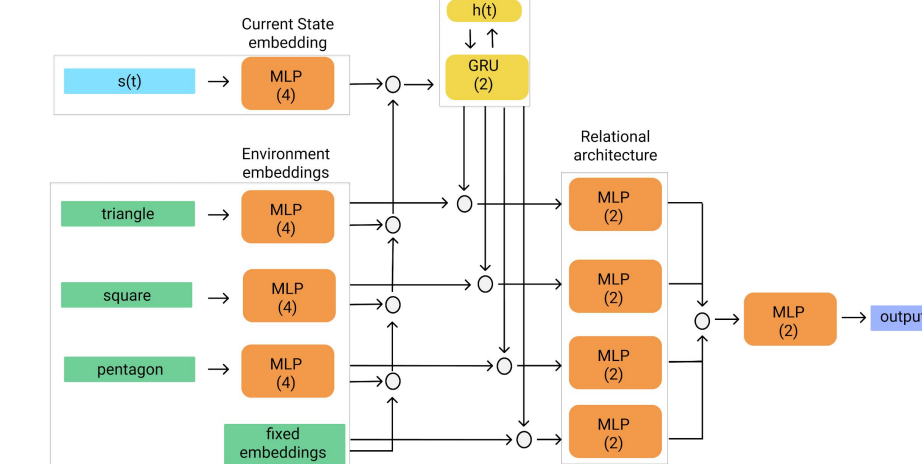 h(t)
Current State
embedding
s(t)
MLP
(4)
GRU
(2)
Environment
embeddings
triangle
MLP
(4)
square
MLP
(4)
pentagon
MLP
(4)
fixed
embeddings
Relational
architecture
MLP
(2)
MLP
(2)
MLP
(2)
MLP
(2)
MLP
(2)
output